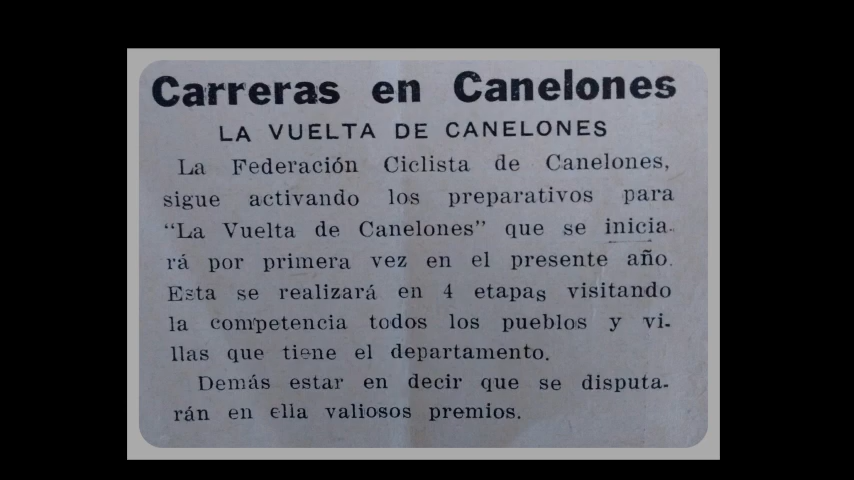 Carreras en Canelones
LA VUELTA DE CANELONES
La Federación Ciclista de Canelones,
sigue activando los preparativos para
“La Vuelta de Canelones” que se inicia-
rá por primera vez en el presente año.
Esta se realizará en 4 etapas visitando
la competencia todos los pueblos y vi-
llas que tiene el departamento.
Demás estar en decir que se disputa-
rán en ella valiosos premios.